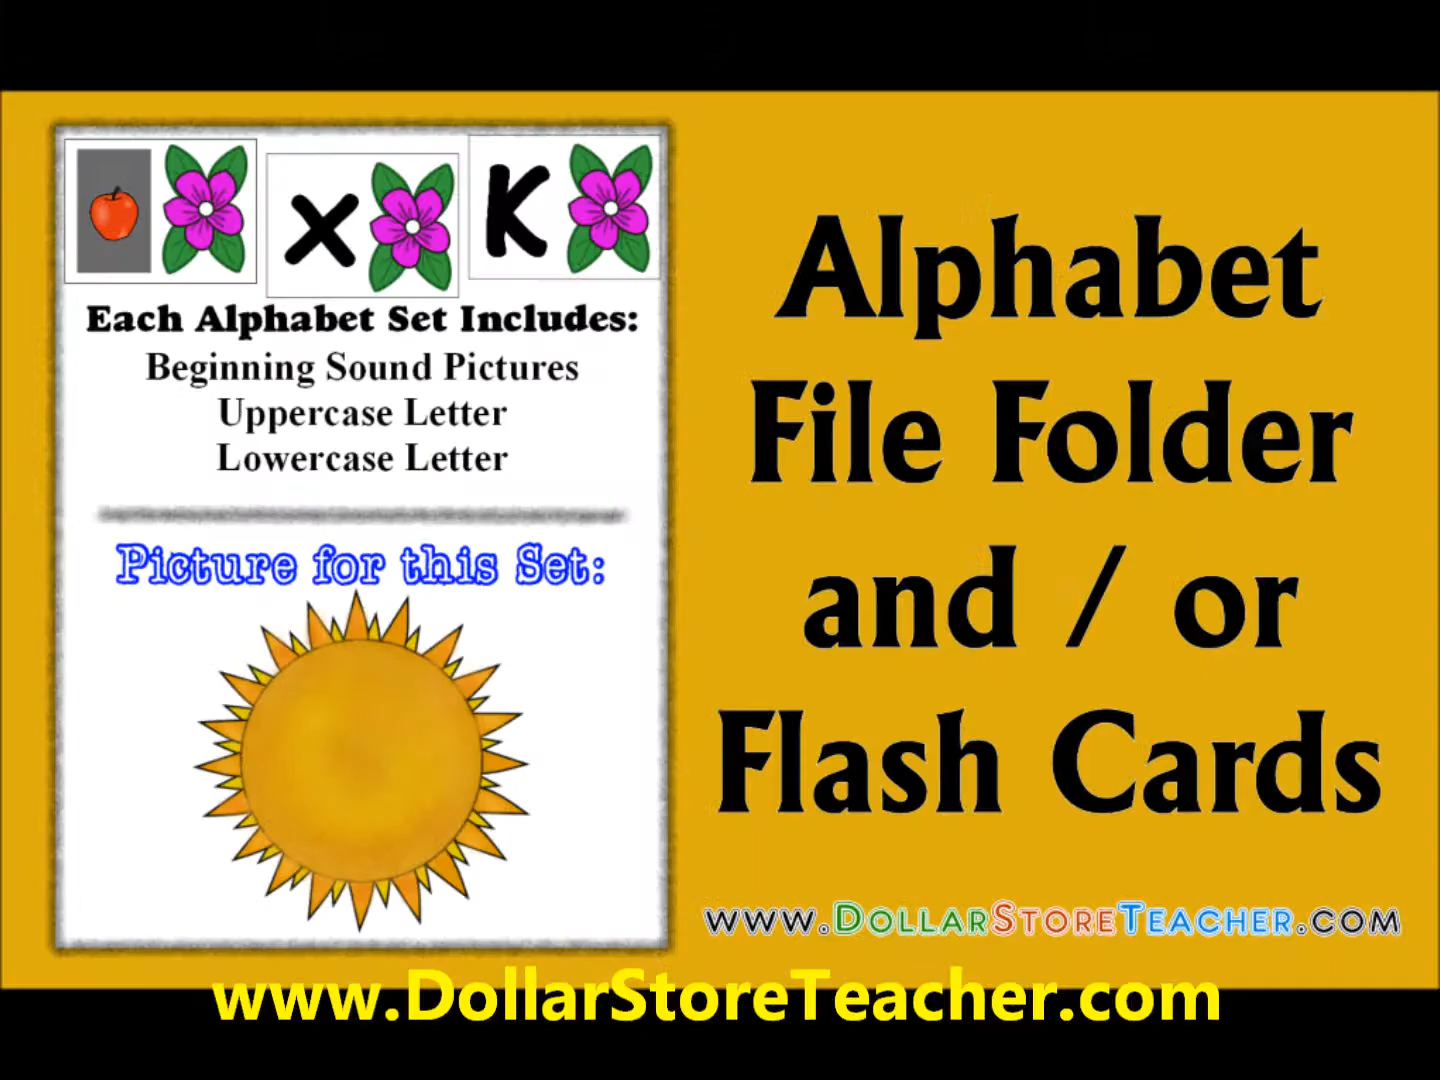 x
K
Each Alphabet Set Includes:
Beginning Sound Pictures
Uppercase Letter
Lowercase Letter
Picture for this Set:
Alphabet
File Folder
and / or
Flash Cards
www.DollarStoreTeacher.com
www.DollarStoreTeacher.com